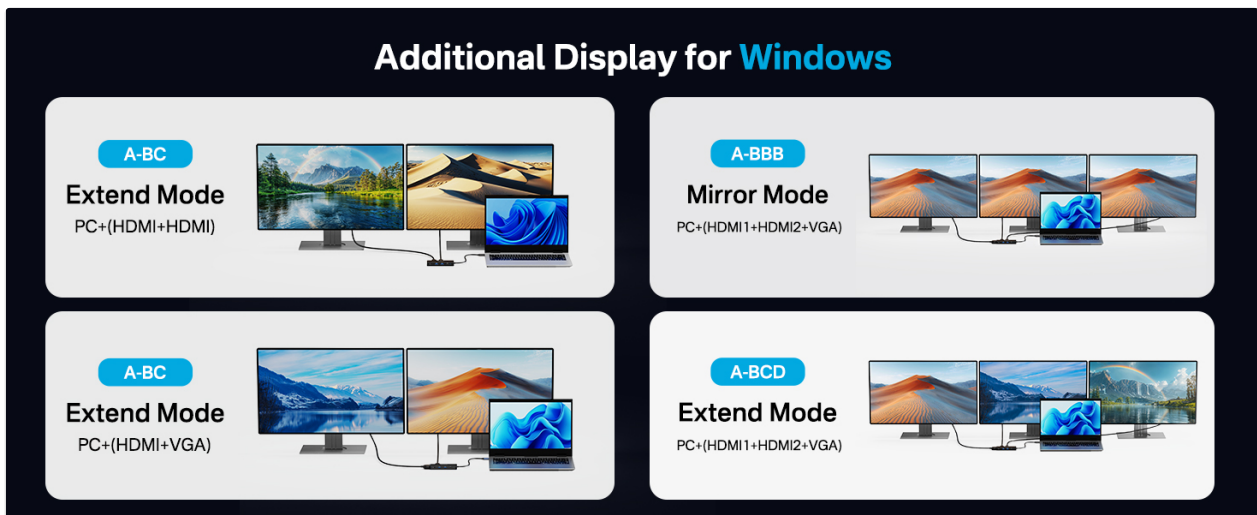 Additional Display for Windows
A-BC
Extend Mode
PC+(HDMI+HDMI)
A-BBB
Mirror Mode
PC+(HDMI1+HDMI2+VGA)
A-BC
Extend Mode
PC+(HDMI+VGA)
A-BCD
Extend Mode
PC+(HDMI1+HDMI2+VGA)